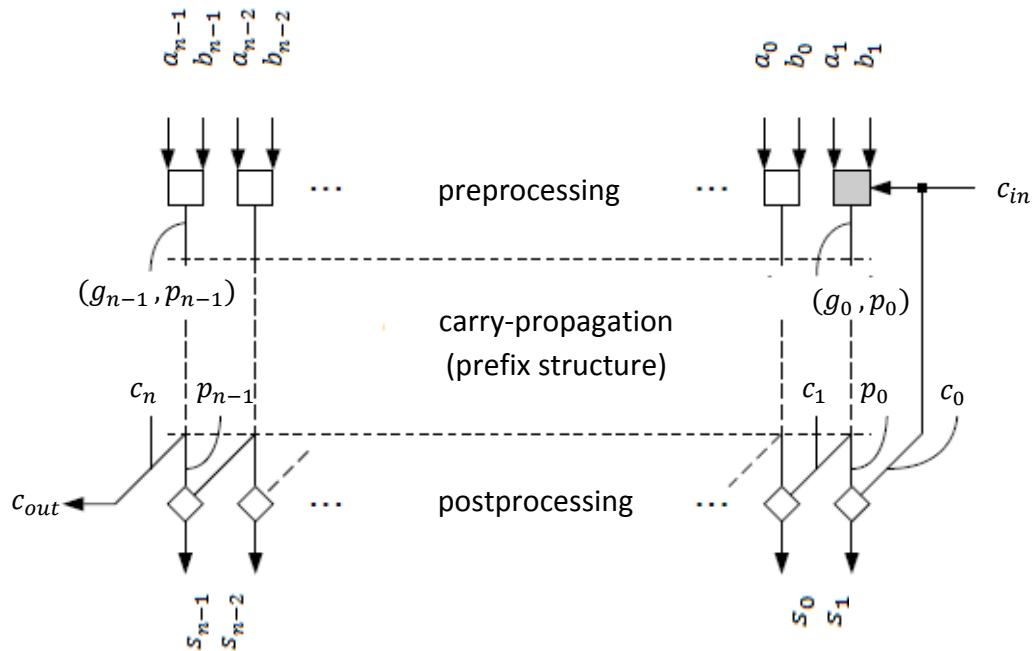 a_{n−1} b_{n−1} a_{n−2} b_{n−2} a_0 b_0 a_1 b_1
... preprocessing ... c_{in}
(g_{n−1}, p_{n−1}) (g_0, p_0)
carry-propagation
(prefix structure)
c_n p_{n−1} c_1 p_0 c_0
c_{out} ... postprocessing ...
s_{n−1} s_{n−2} s_0 s_1